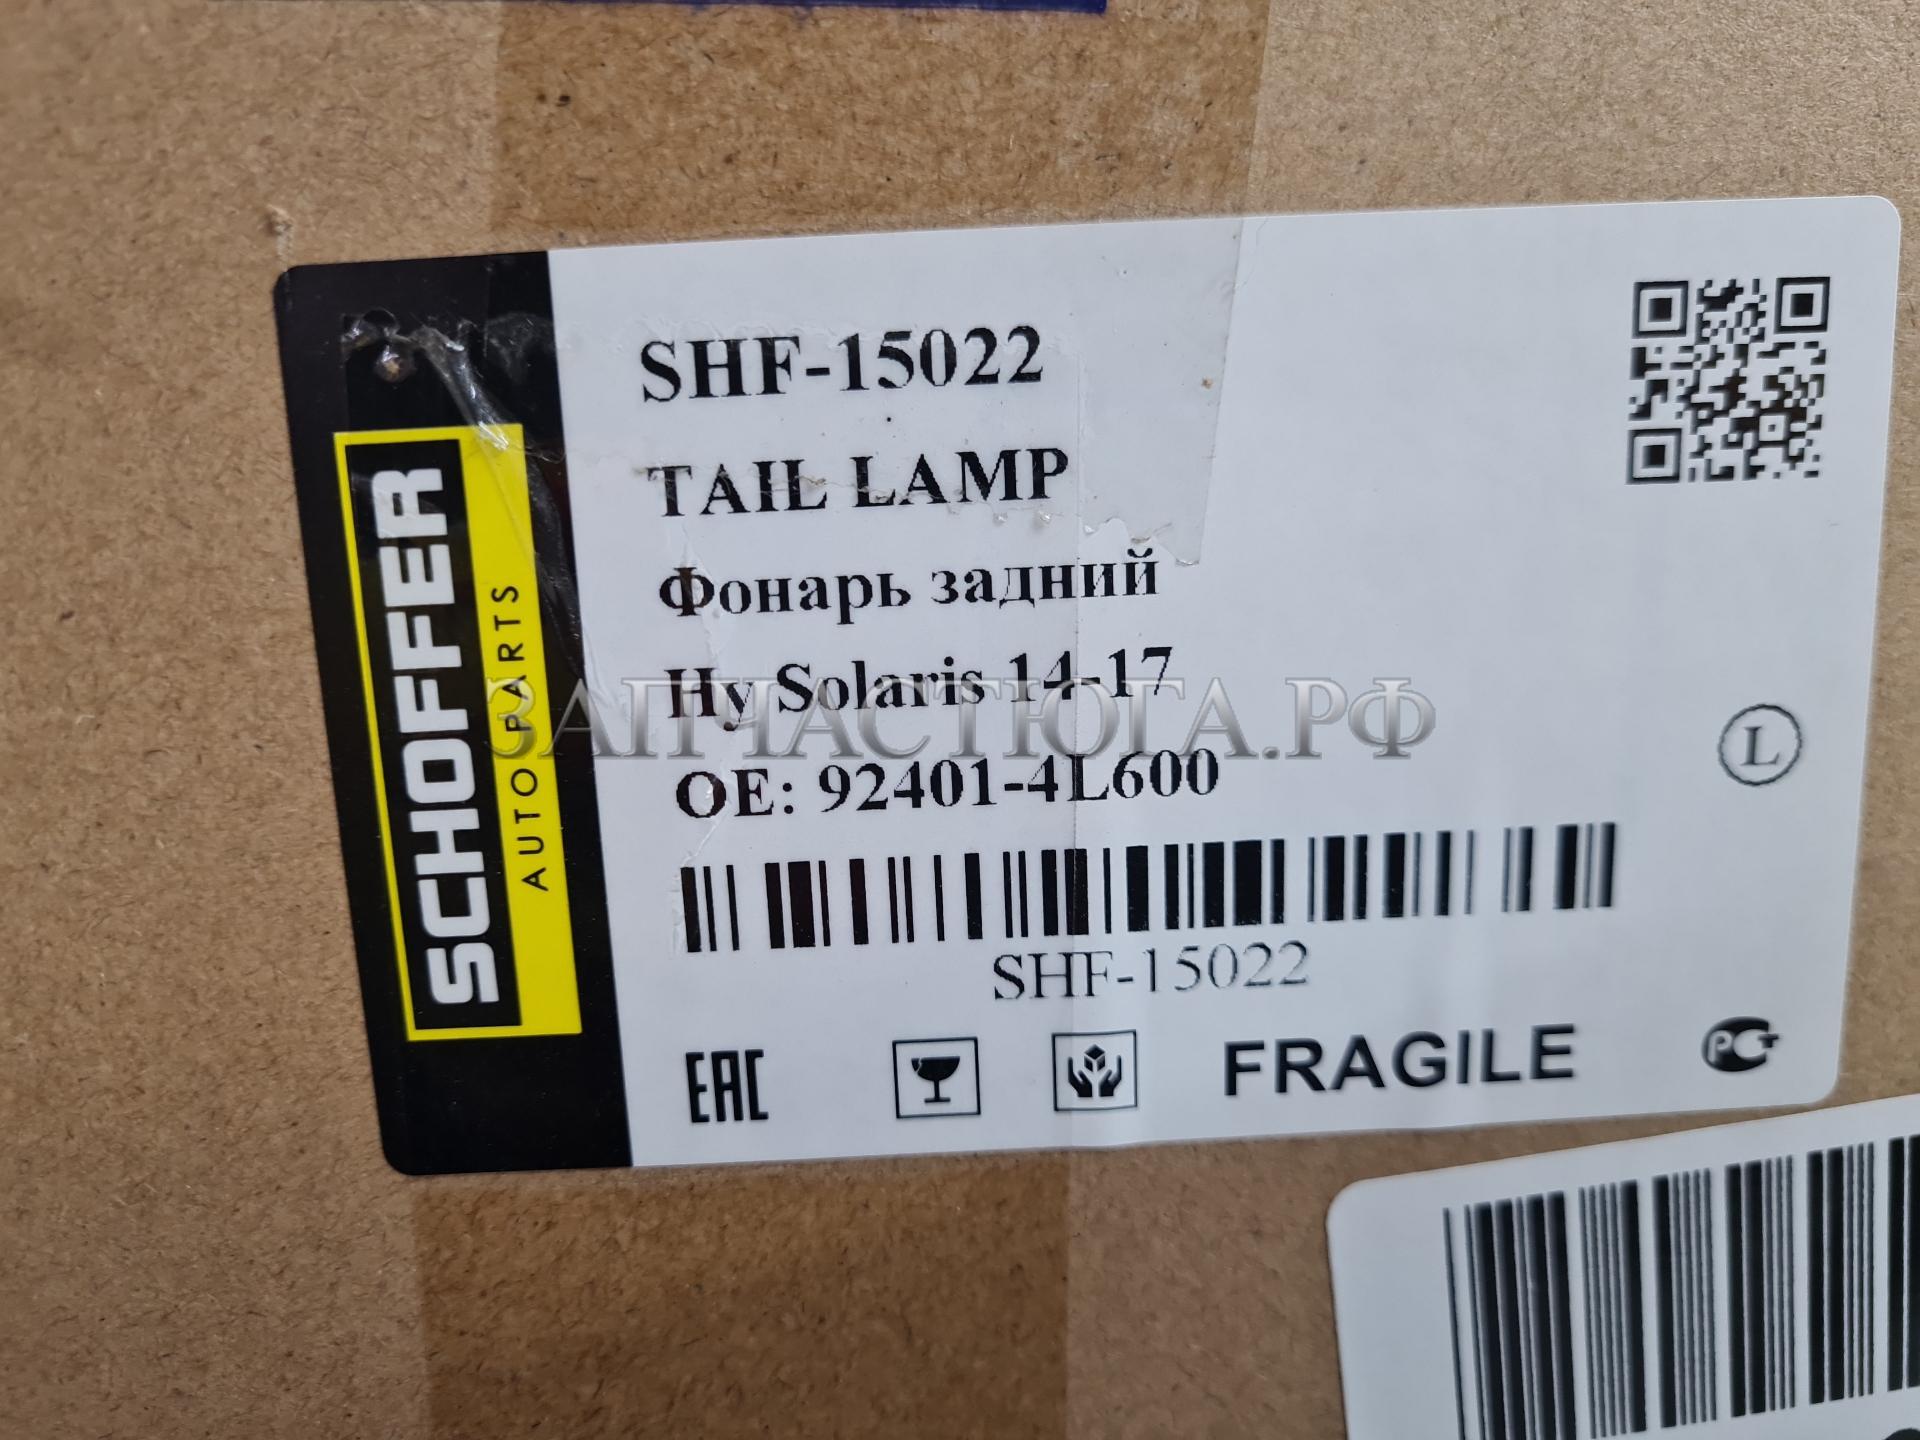 SCHOFFER
AUTO PARTS
SHF-15022
TAIL LAMP
Фонарь задний
Hy Solaris 14-17
ЗАПЧАСТЮГА.РФ
OE: 92401-4L600
L
SHF-15022
EAC
FRAGILE
РСТ